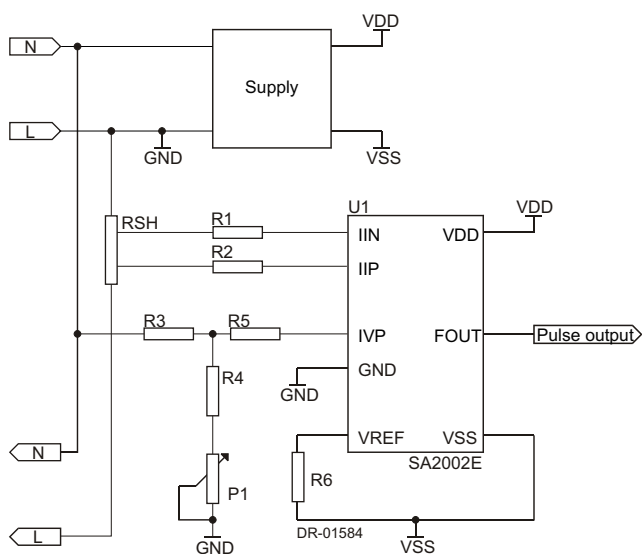 VDD
N
Supply
L
GND
VSS
U1
VDD
RSH
R1
IIN
VDD
R2
IIP
R3
R5
IVP
FOUT
Pulse output
R4
GND
GND
N
VREF
VSS
SA2002E
P1
R6
L
GND
DR-01584
VSS